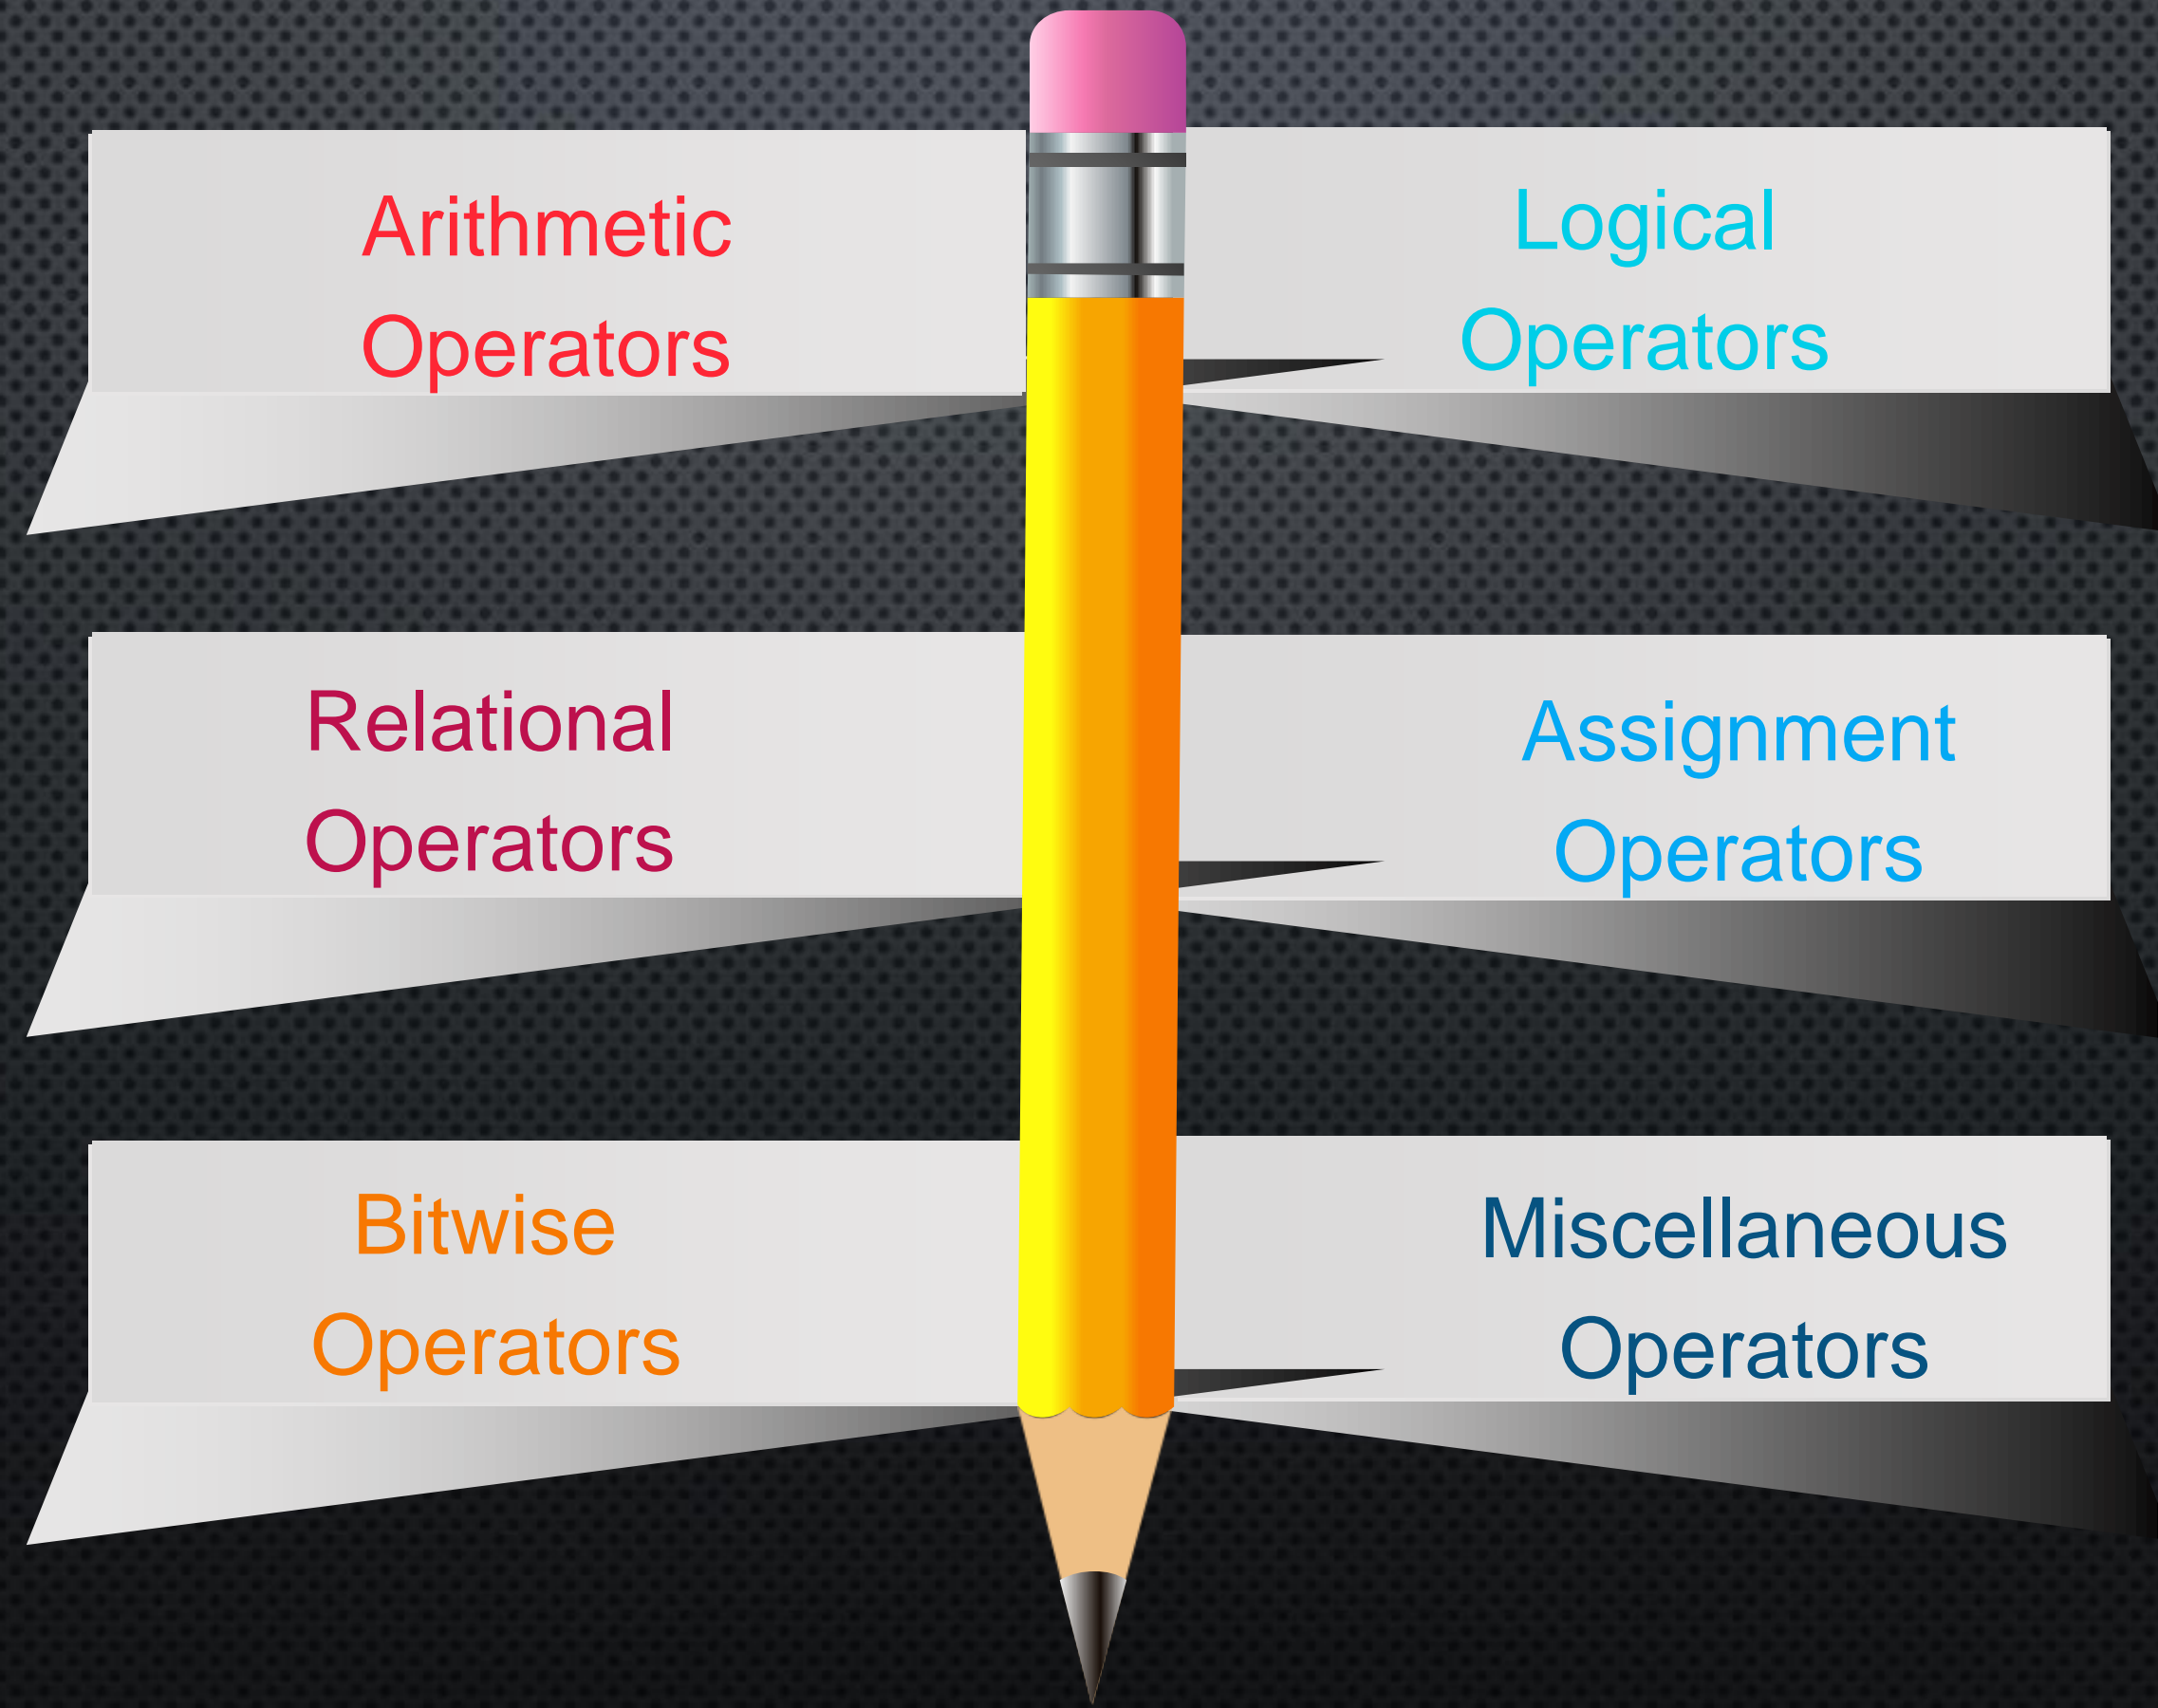 Arithmetic
Operators
Logical
Operators
Relational
Operators
Assignment
Operators
Bitwise
Operators
Miscellaneous
Operators